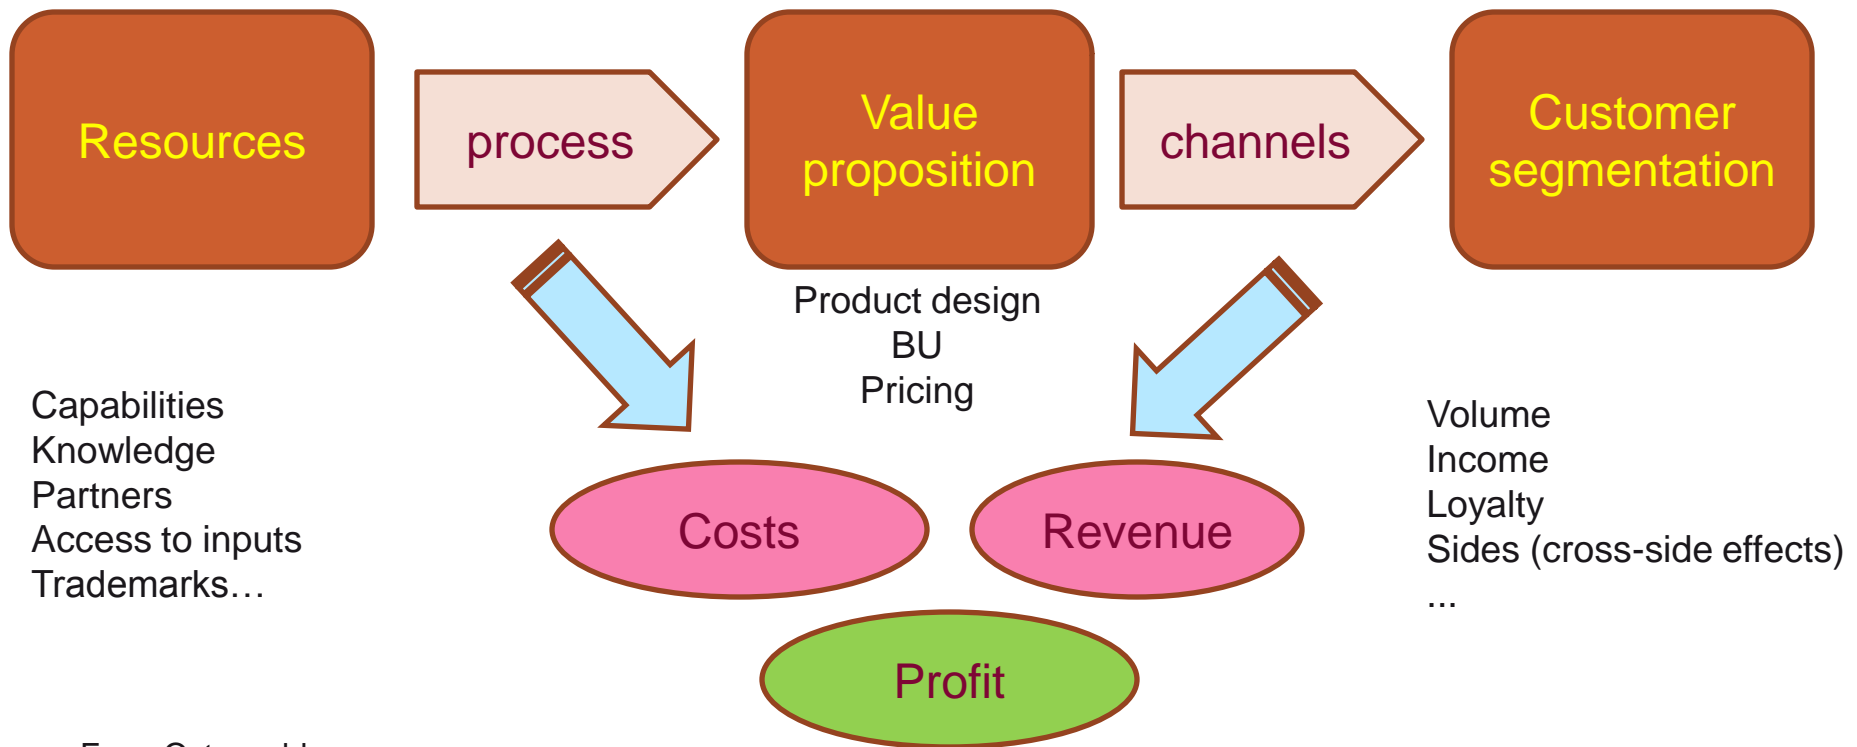 Resources
process
Value
proposition
channels
Customer
segmentation
Product design
BU
Pricing
Capabilities
Knowledge
Partners
Access to inputs
Trademarks…
Volume
Income
Loyalty
Sides (cross-side effects)
...
Costs
Revenue
Profit